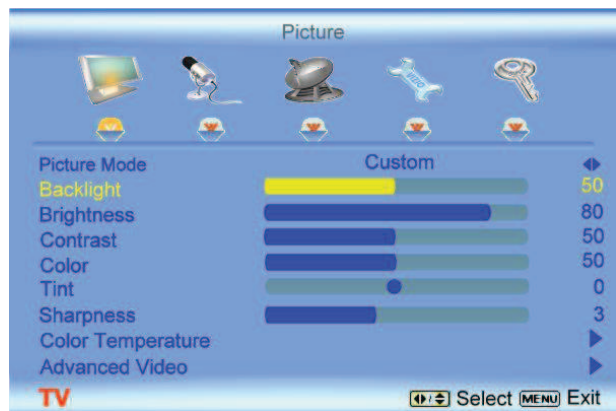 Picture
VIZIO
Picture Mode Custom
Backlight 50
Brightness 80
Contrast 50
Color 50
Tint 0
Sharpness 3
Color Temperature
Advanced Video
TV Select MENU Exit